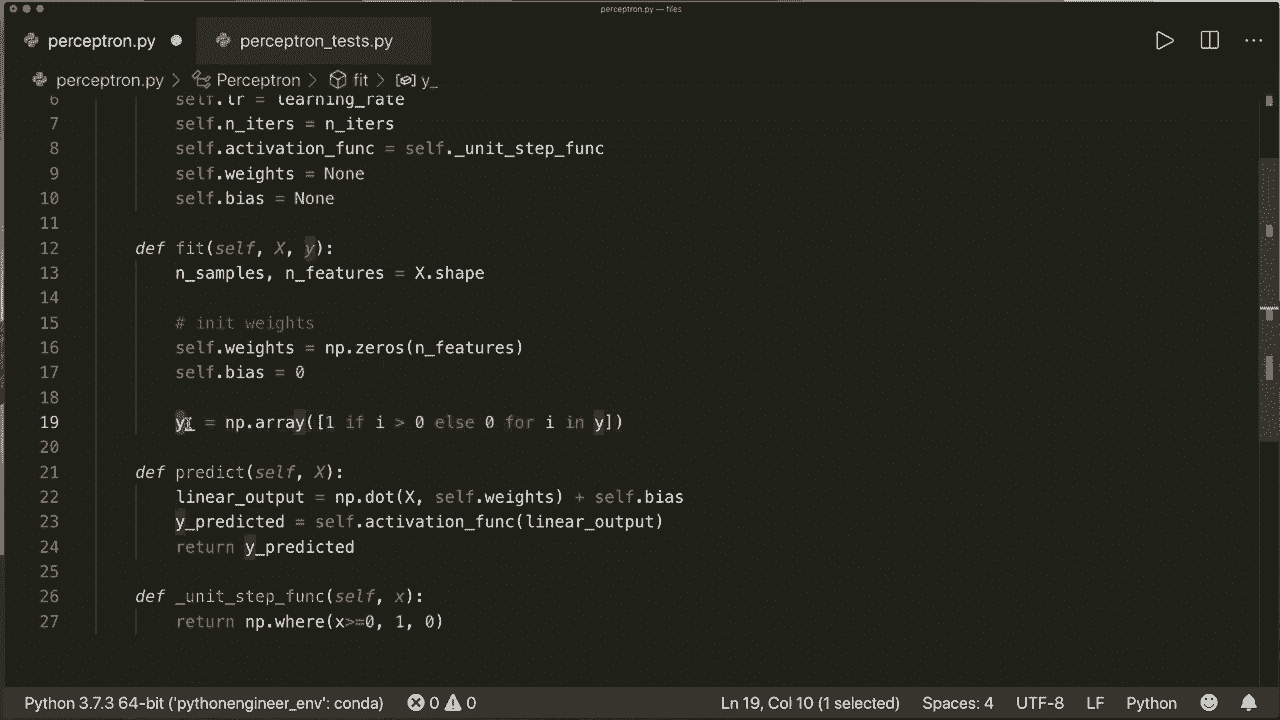 perceptron.py — files
perceptron.py perceptron_tests.py
perceptron.py > Perceptron > fit > y_
6 self.lr = learning_rate
7 self.n_iters = n_iters
8 self.activation_func = self._unit_step_func
9 self.weights = None
10 self.bias = None
11
12 def fit(self, X, y):
13 n_samples, n_features = X.shape
14
15 # init weights
16 self.weights = np.zeros(n_features)
17 self.bias = 0
18
19 y_ = np.array([1 if i > 0 else 0 for i in y])
20
21 def predict(self, X):
22 linear_output = np.dot(X, self.weights) + self.bias
23 y_predicted = self.activation_func(linear_output)
24 return y_predicted
25
26 def _unit_step_func(self, x):
27 return np.where(x>=0, 1, 0)
Python 3.7.3 64-bit ('pythonengineer_env': conda) 0 0 Ln 19, Col 10 (1 selected) Spaces: 4 UTF-8 LF Python